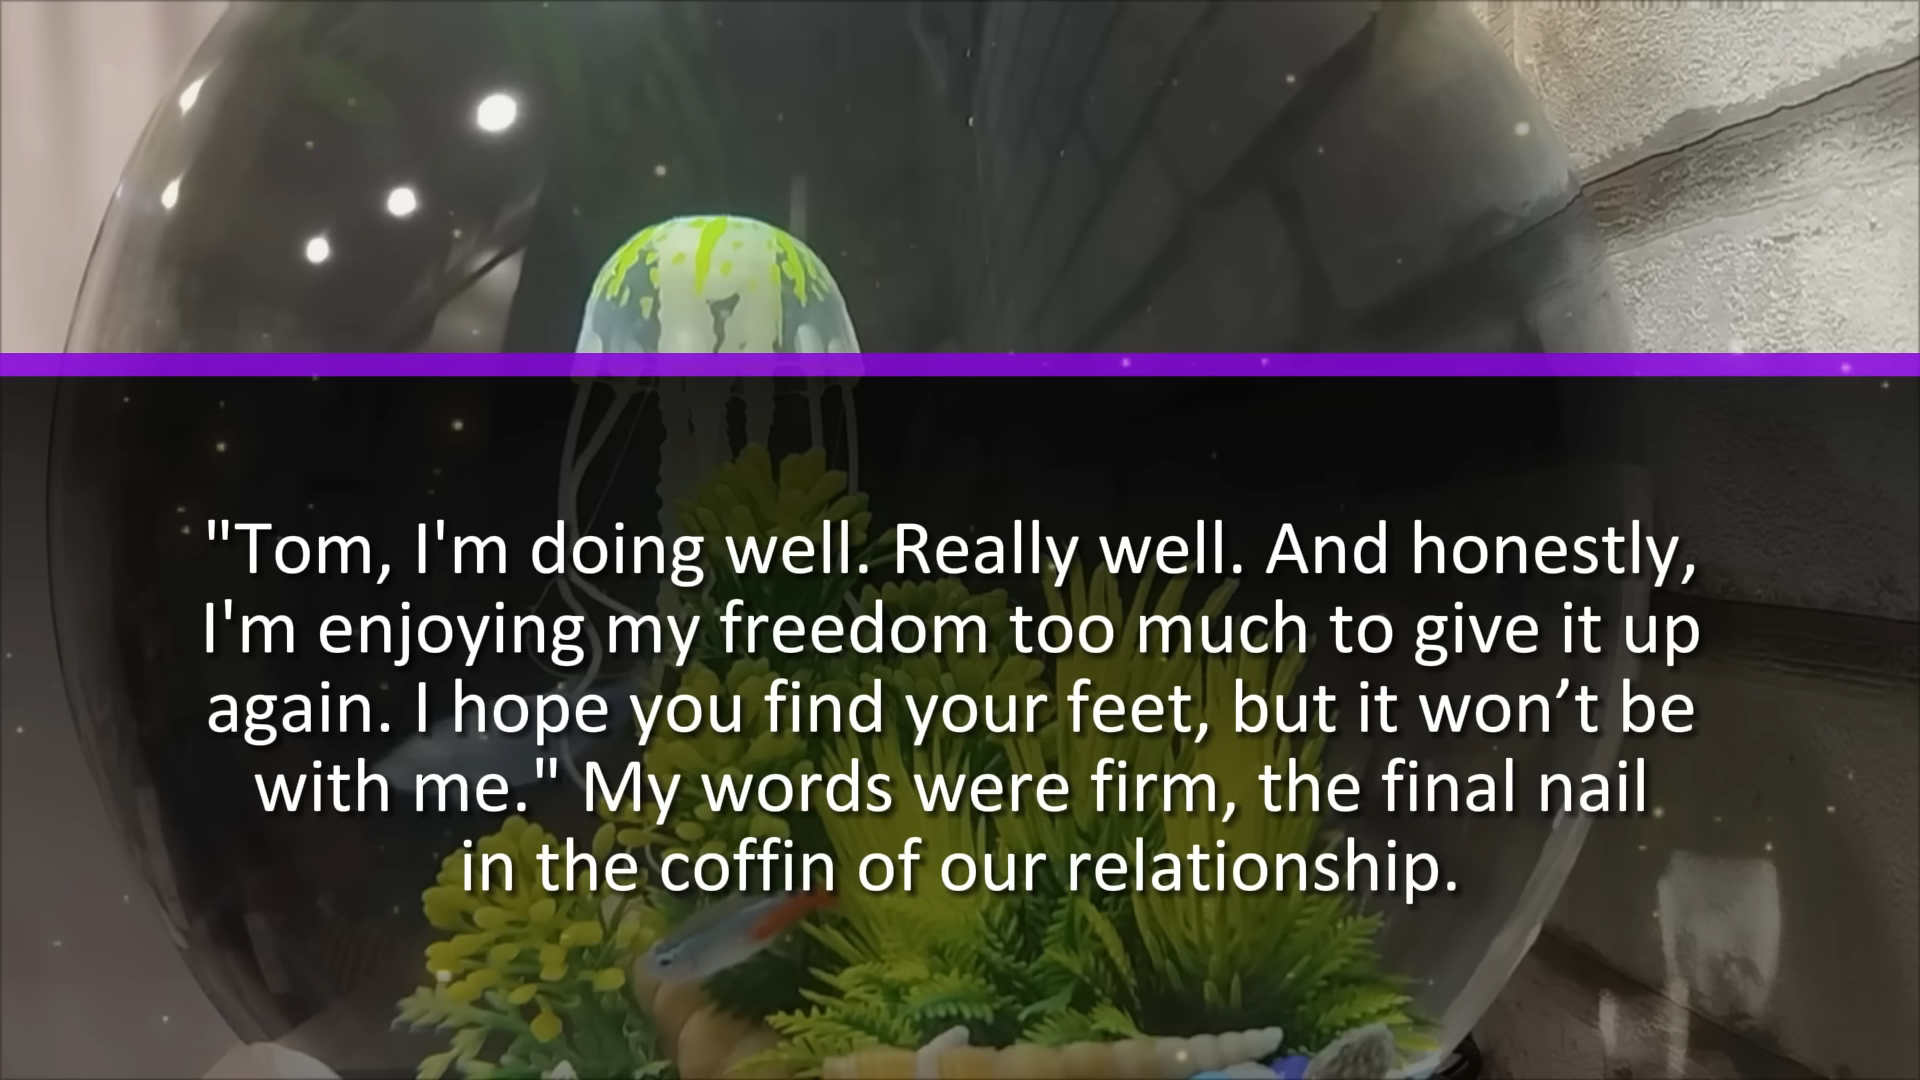 "Tom, I'm doing well. Really well. And honestly,
I'm enjoying my freedom too much to give it up
again. I hope you find your feet, but it won’t be
with me." My words were firm, the final nail
in the coffin of our relationship.